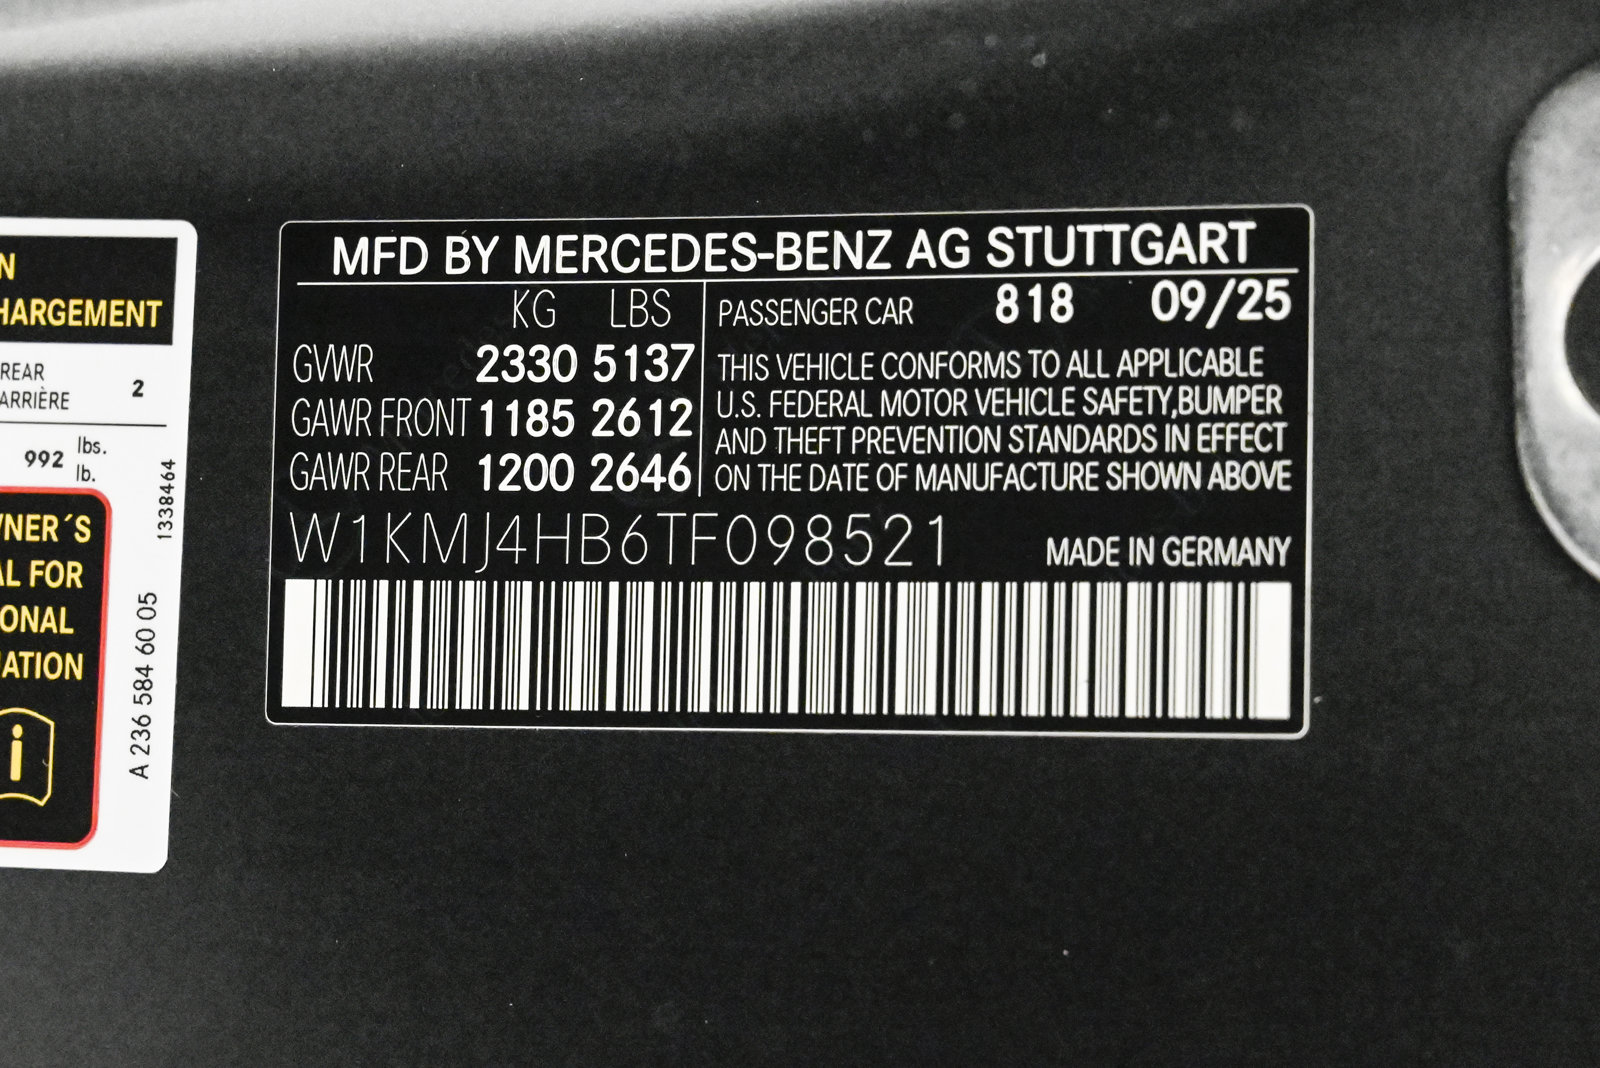 N
HARGEMENT
REAR
ARRIÈRE
2
992 lbs.
lb.
1338464
NER´S
AL FOR
ONAL
ATION
i
A 236 584 60 05
MFD BY MERCEDES-BENZ AG STUTTGART
KG LBS
GVWR 2330 5137
GAWR FRONT 1185 2612
GAWR REAR 1200 2646
PASSENGER CAR 818 09/25
THIS VEHICLE CONFORMS TO ALL APPLICABLE
U.S. FEDERAL MOTOR VEHICLE SAFETY,BUMPER
AND THEFT PREVENTION STANDARDS IN EFFECT
ON THE DATE OF MANUFACTURE SHOWN ABOVE
W1KMJ4HB6TF098521
MADE IN GERMANY